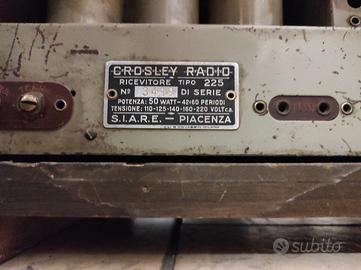 CROSLEY RADIO
RICEVITORE TIPO 225
Nº DI SERIE
POTENZA: 50 WATT - 42÷60 PERIODI
TENSIONE: 110-125-140-160-220 VOLT C.A.
S.I.A.R.E. — PIACENZA
subito